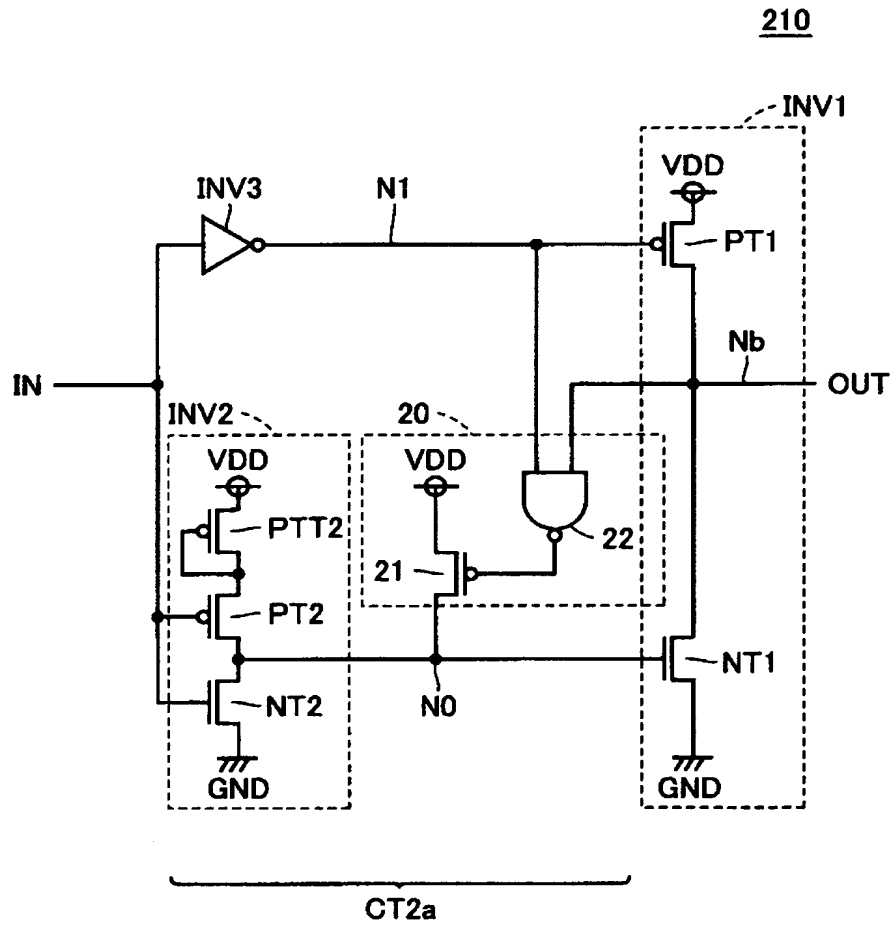 210
INV1
VDD
INV3
N1
PT1
Nb
IN
OUT
INV2
20
VDD
VDD
PTT2
22
21
PT2
NT1
NT2
N0
GND
GND
CT2a